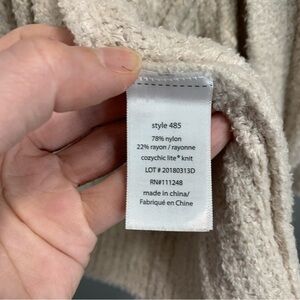 style 485
78% nylon
22% rayon / rayonne
cozychic lite® knit
LOT # 20180313D
RN#111248
made in china/
Fabriqué en Chine